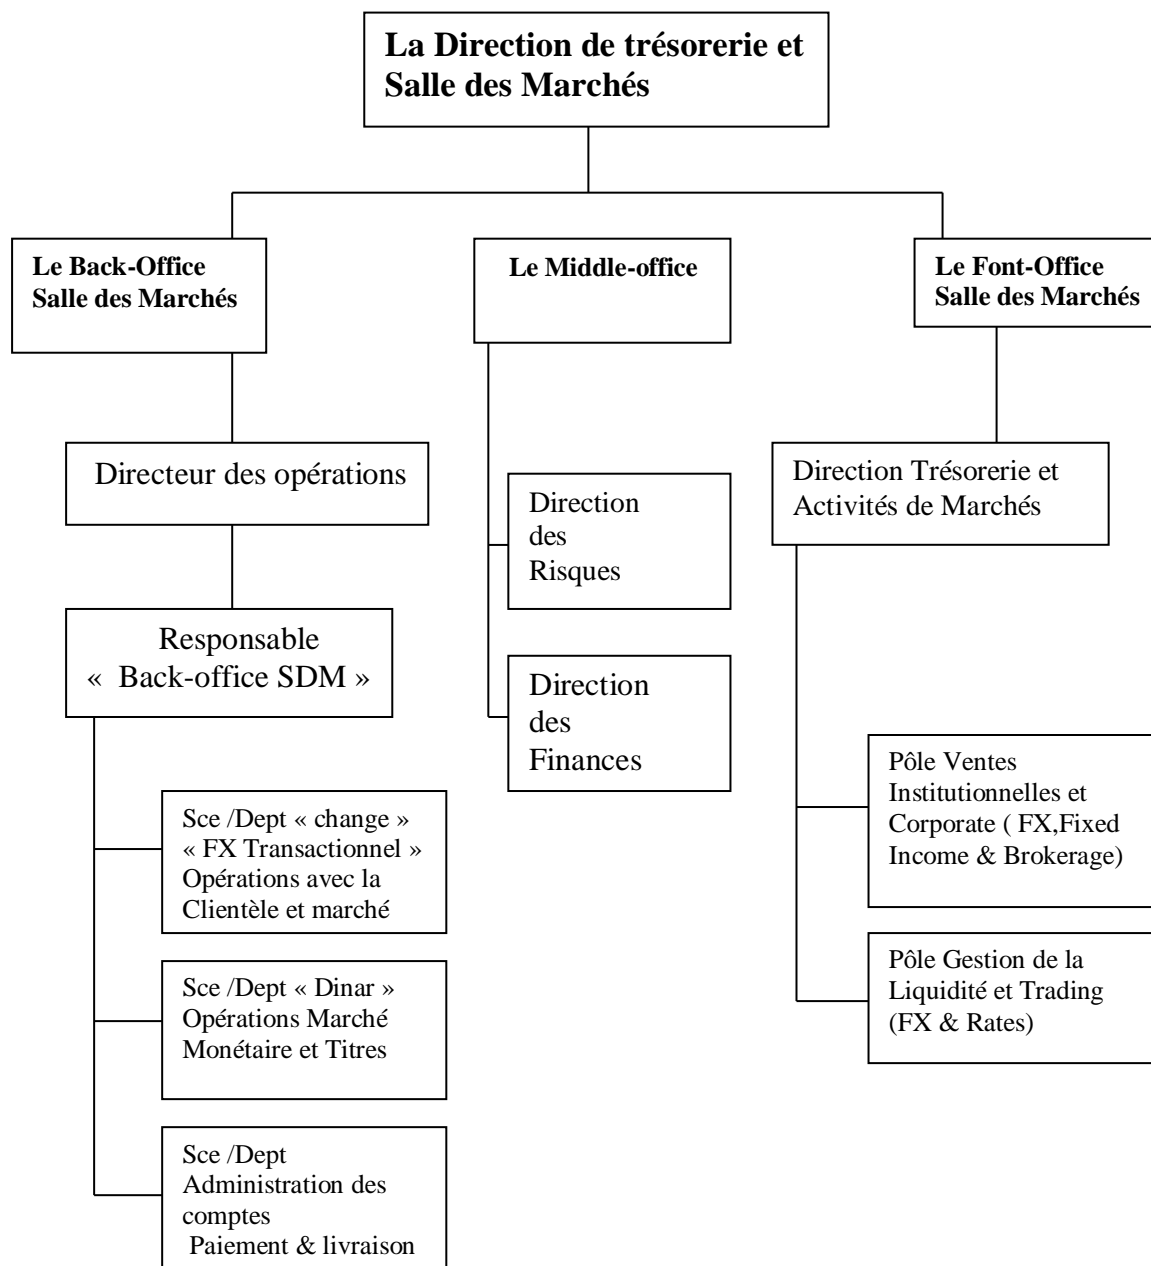 La Direction de trésorerie et
Salle des Marchés
Le Back-Office
Salle des Marchés
Le Middle-office
Le Font-Office
Salle des Marchés
Directeur des opérations
Direction Trésorerie et
Activités de Marchés
Direction
des
Risques
Responsable
« Back-office SDM »
Direction
des
Finances
Pôle Ventes
Institutionnelles et
Corporate ( FX,Fixed
Income & Brokerage)
Sce /Dept « change »
« FX Transactionnel »
Opérations avec la
Clientèle et marché
Pôle Gestion de la
Liquidité et Trading
(FX & Rates)
Sce /Dept « Dinar »
Opérations Marché
Monétaire et Titres
Sce /Dept
Administration des
comptes
Paiement & livraison